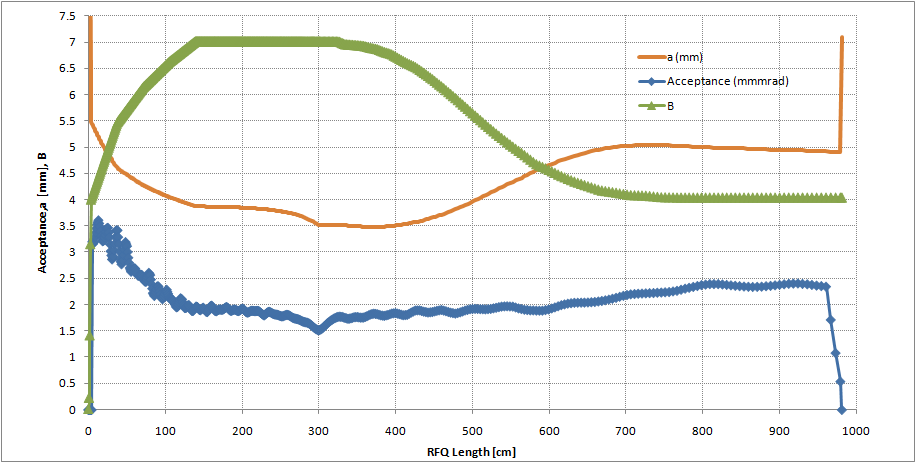 7.5
7
6.5
6
5.5
5
4.5
4
3.5
3
2.5
2
1.5
1
0.5
0
Acceptance,a [mm], B
a (mm)
Acceptance (mmmrad)
B
0 100 200 300 400 500 600 700 800 900 1000
RFQ Length [cm]